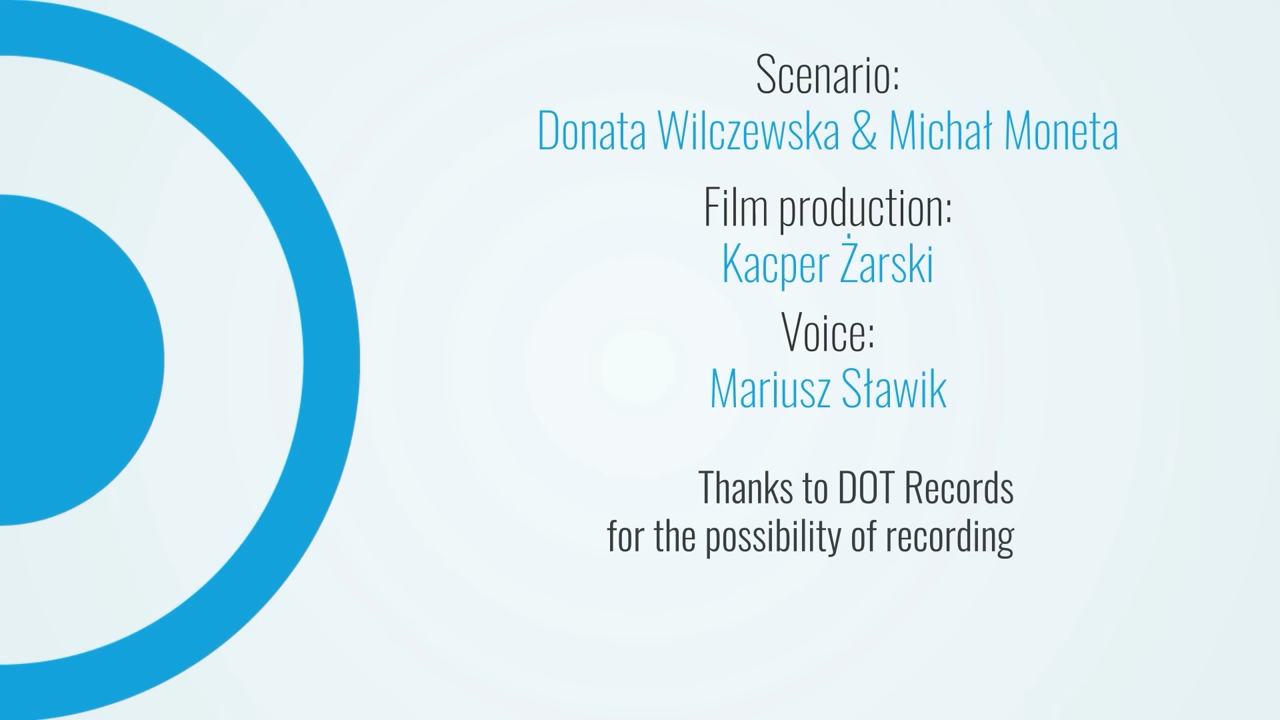 Scenario:
Donata Wilczewska & Michał Moneta
Film production:
Kacper Żarski
Voice:
Mariusz Sławik
Thanks to DOT Records
for the possibility of recording